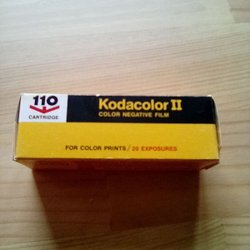 110
CARTRIDGE
Kodacolor II
COLOR NEGATIVE FILM
FOR COLOR PRINTS/20 EXPOSURES